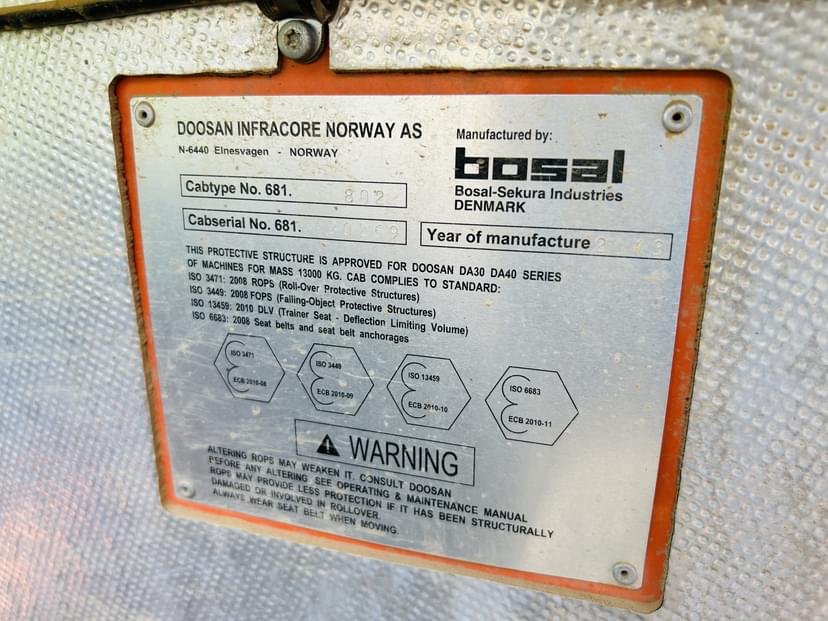 DOOSAN INFRACORE NORWAY AS
N-6440 Elnesvagen - NORWAY
Manufactured by:
bosal
Bosal-Sekura Industries
DENMARK
Cabtype No. 681. 802
Cabserial No. 681.
Year of manufacture
THIS PROTECTIVE STRUCTURE IS APPROVED FOR DOOSAN DA30 DA40 SERIES
OF MACHINES FOR MASS 13000 KG. CAB COMPLIES TO STANDARD:
ISO 3471: 2008 ROPS (Roll-Over Protective Structures)
ISO 3449: 2008 FOPS (Failing-Object Protective Structures)
ISO 13459: 2010 DLV (Trainer Seat - Deflection Limiting Volume)
ISO 6683: 2008 Seat belts and seat belt anchorages
ISO 3471
ECB 2010-08
ISO 3449
ECB 2010-09
ISO 13459
ECB 2010-10
ISO 6683
ECB 2010-11
WARNING
ALTERING ROPS MAY WEAKEN IT. CONSULT DOOSAN
BEFORE ANY ALTERING. SEE OPERATING & MAINTENANCE MANUAL
ROPS MAY PROVIDE LESS PROTECTION IF IT HAS BEEN STRUCTURALLY
DAMAGED OR INVOLVED IN ROLLOVER.
ALWAYS WEAR SEAT BELT WHEN MOVING.